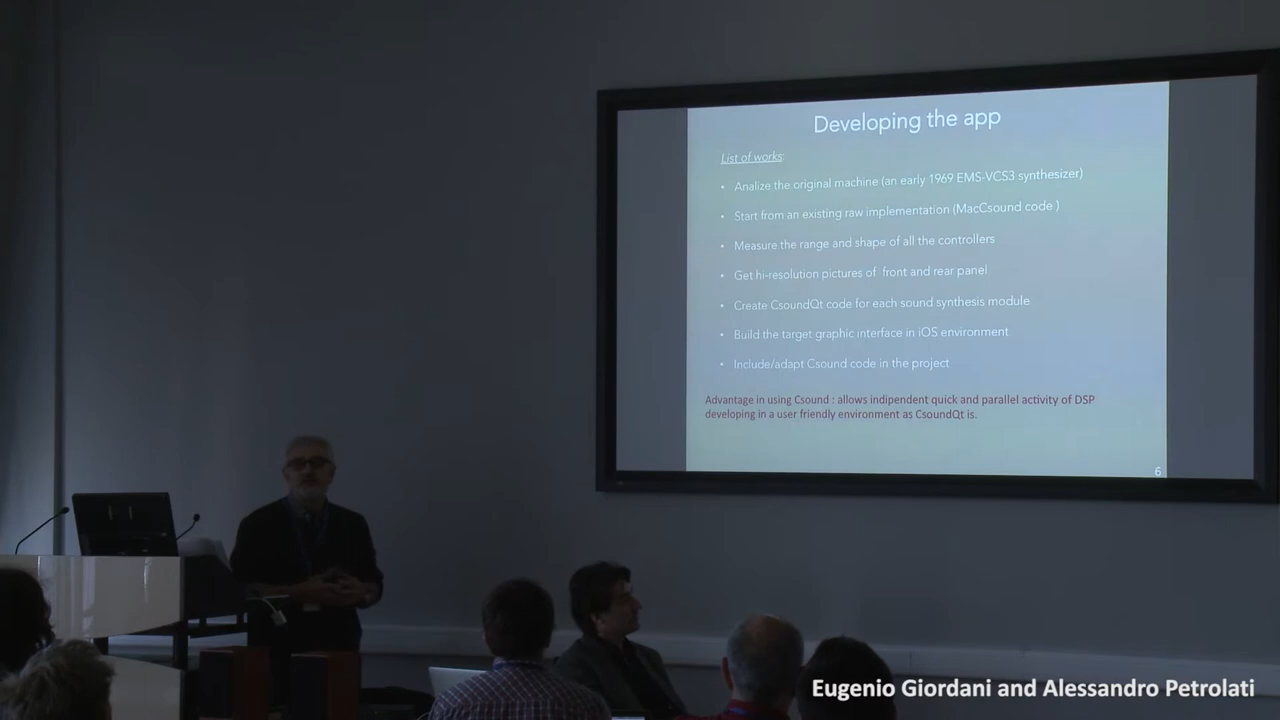 Developing the app
List of works:
• Analize the original machine (an early 1969 EMS-VCS3 synthesizer)
• Start from an existing raw implementation (MacCsound code )
• Measure the range and shape of all the controllers
• Get hi-resolution pictures of front and rear panel
• Create CsoundQt code for each sound synthesis module
• Build the target graphic interface in iOS environment
• Include/adapt Csound code in the project
Advantage in using Csound : allows indipendent quick and parallel activity of DSP
developing in a user friendly environment as CsoundQt is.
6
Eugenio Giordani and Alessandro Petrolati